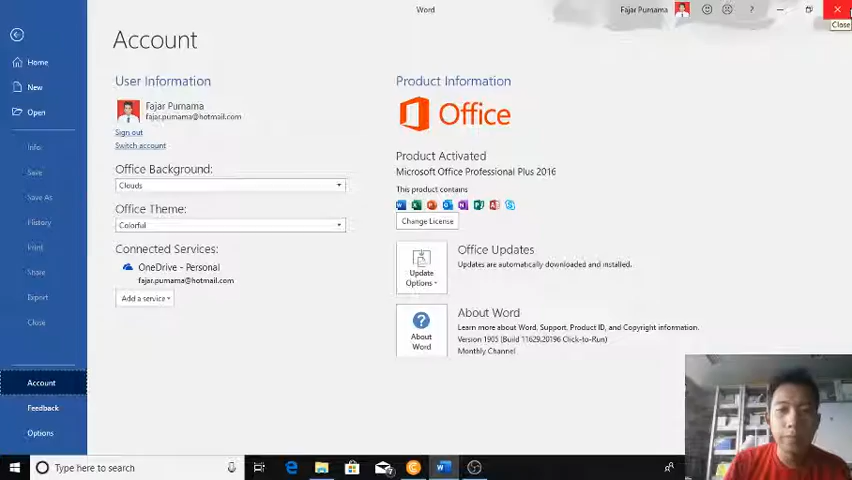 Word
Fajar Purnama
?
Close
Account
Home
New
Open
Info
Save
Save As
History
Print
Share
Export
Close
Account
Feedback
Options
User Information
Fajar Purnama
fajar.purnama@hotmail.com
Sign out
Switch account
Office Background:
Clouds
Office Theme:
Colorful
Connected Services:
OneDrive - Personal
fajar.purnama@hotmail.com
Add a service
Product Information
Office
Product Activated
Microsoft Office Professional Plus 2016
This product contains
Change License
Update
Options
Office Updates
Updates are automatically downloaded and installed.
About
Word
About Word
Learn more about Word, Support, Product ID, and Copyright information.
Version 1905 (Build 11629.20196 Click-to-Run)
Monthly Channel
Type here to search